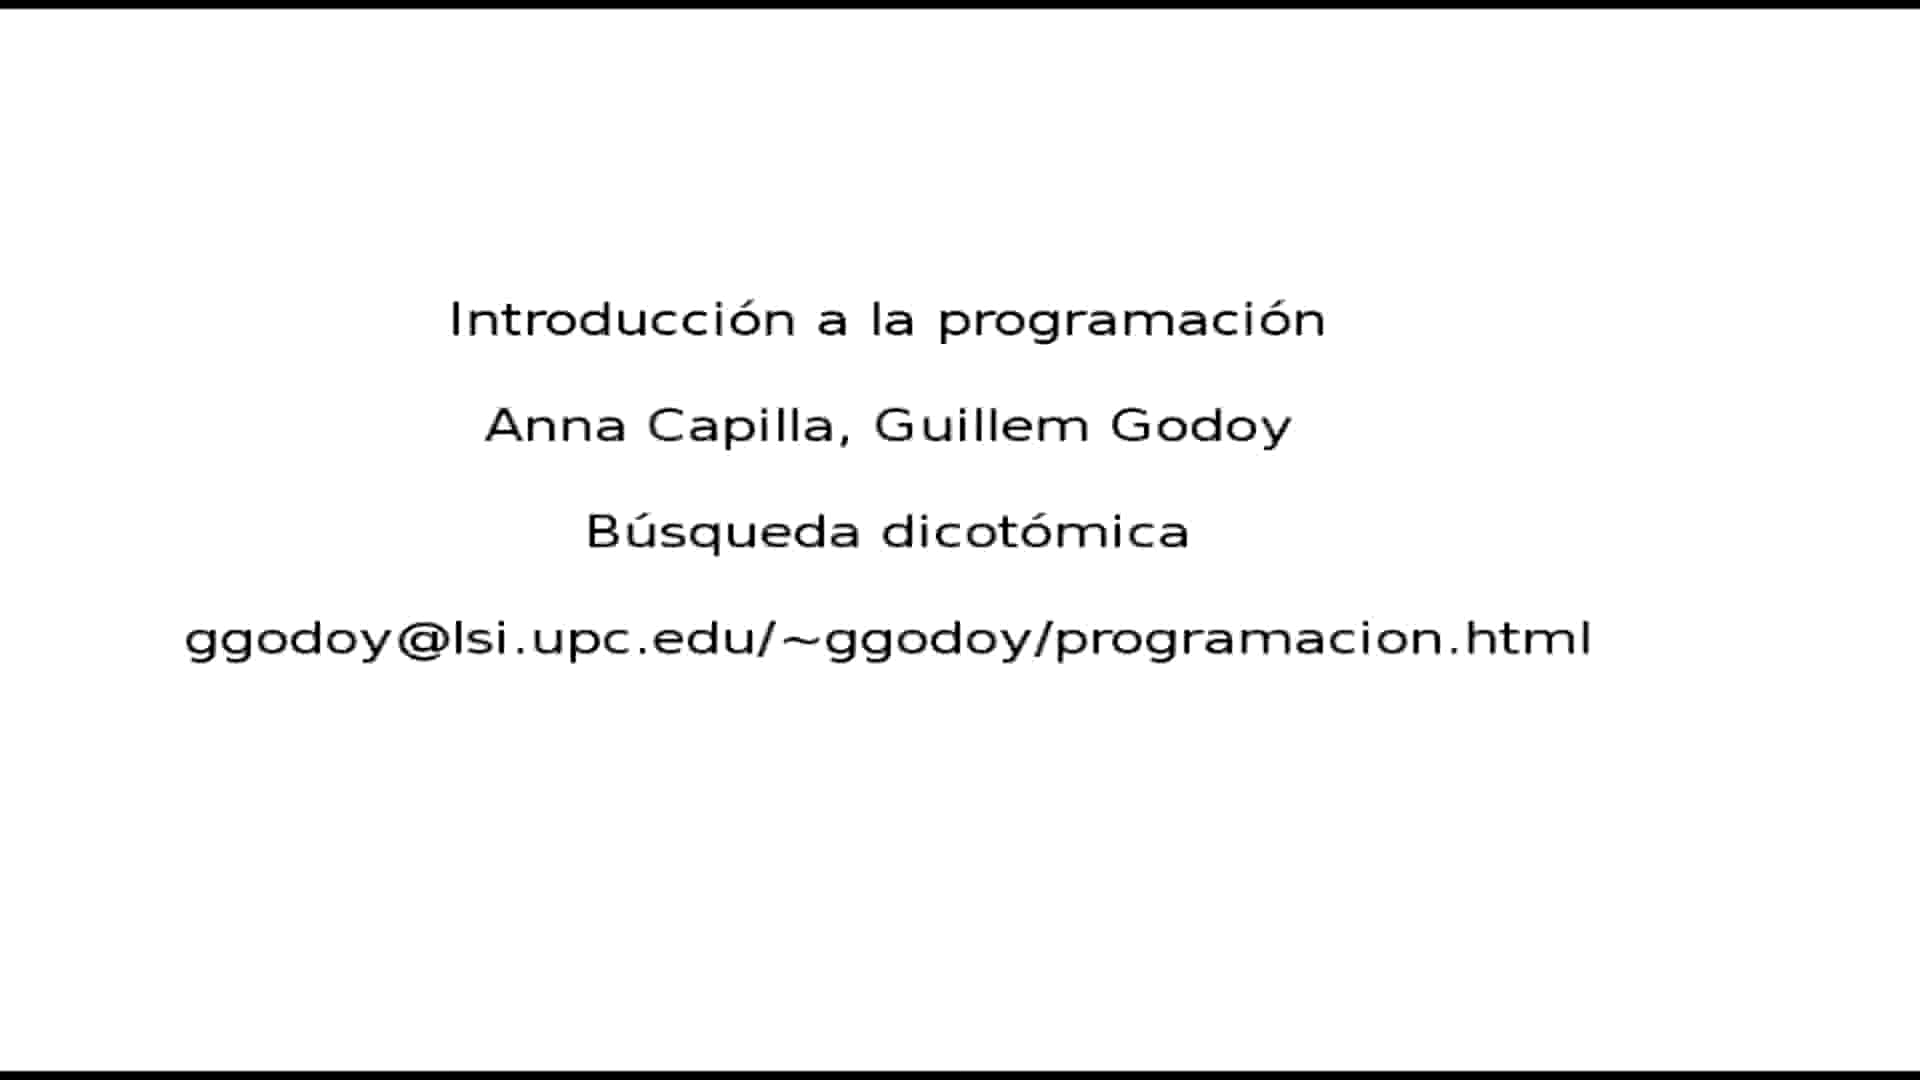 Introducción a la programación
Anna Capilla, Guillem Godoy
Búsqueda dicotómica
ggodoy@lsi.upc.edu/~ggodoy/programacion.html